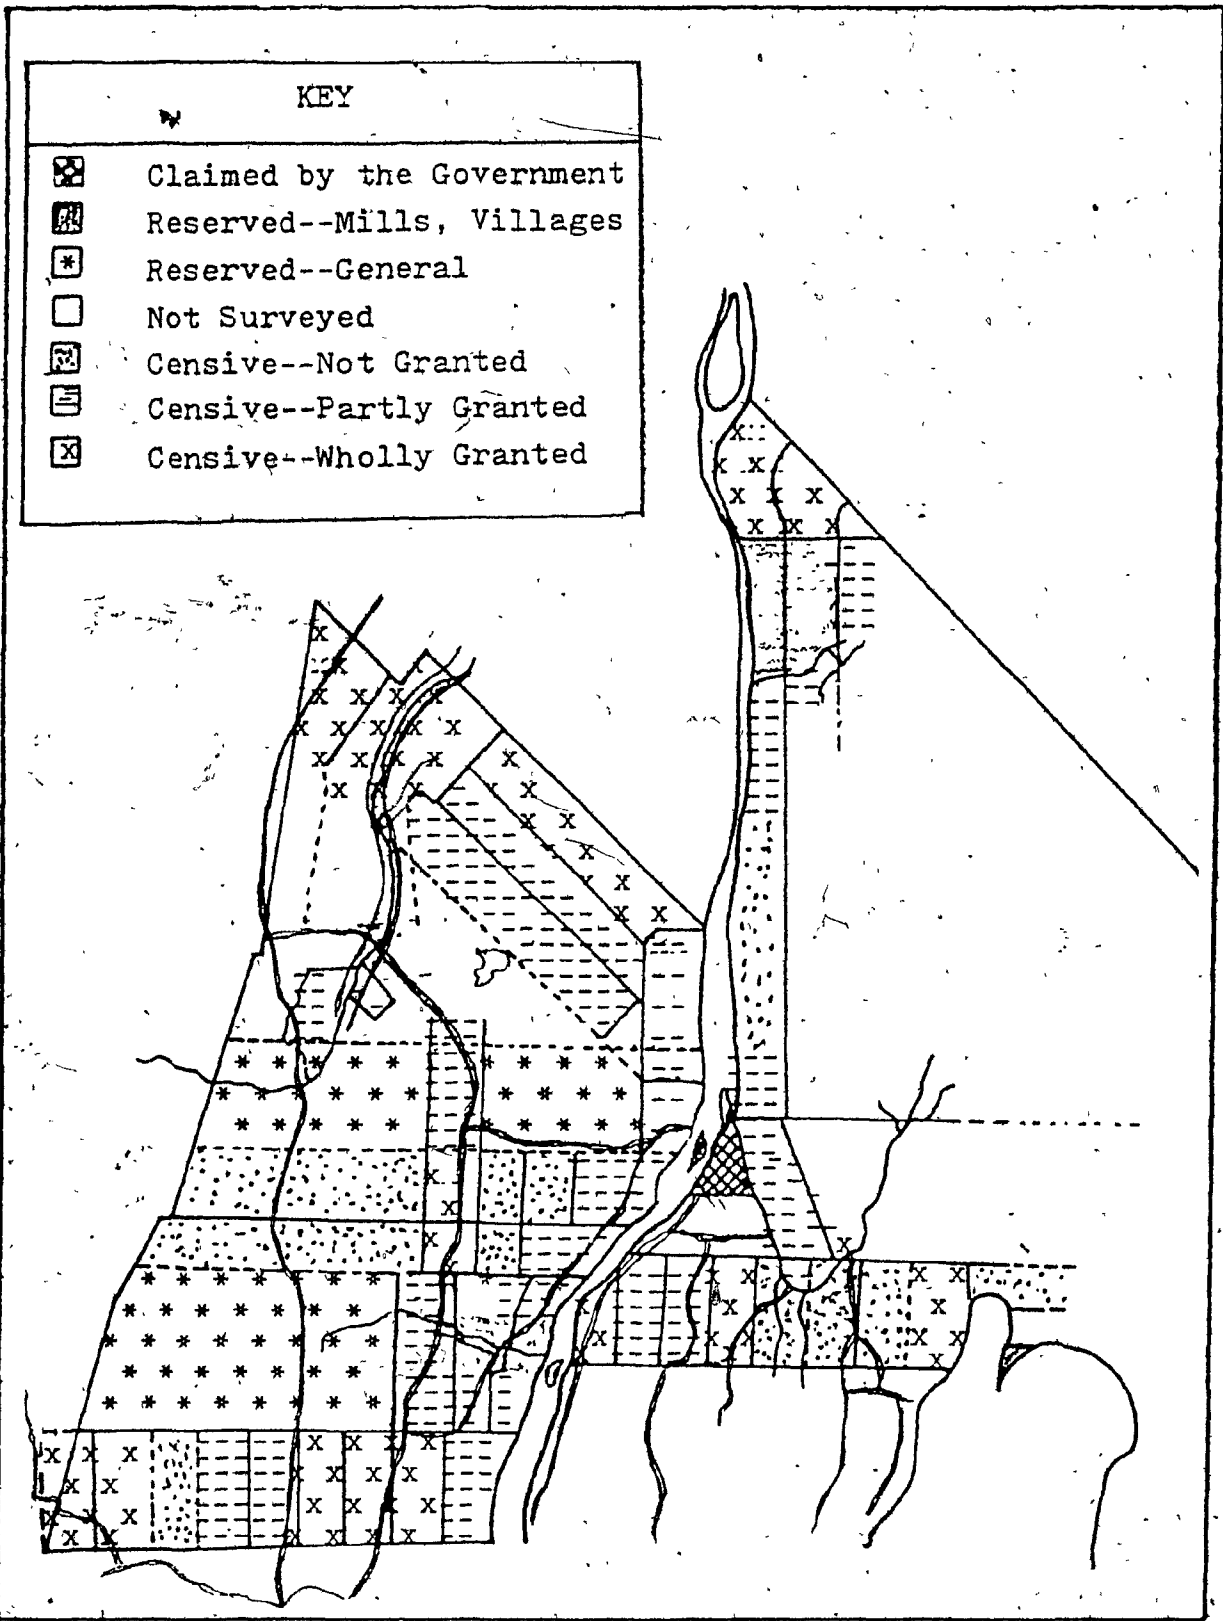 KEY
Claimed by the Government
Reserved--Mills, Villages
Reserved--General
Not Surveyed
Censive--Not Granted
Censive--Partly Granted
Censive--Wholly Granted